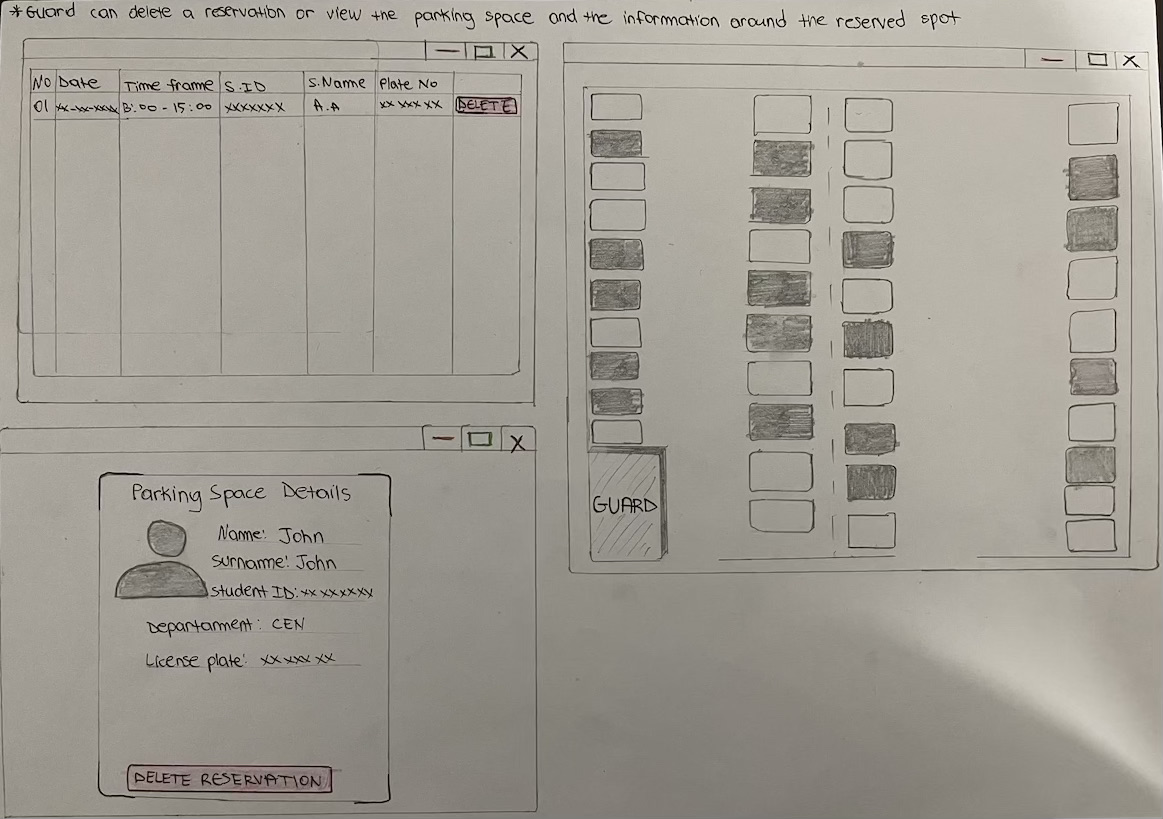 *Guard can delete a reservation or view the parking space and the information around the reserved spot
No Date Time frame S.ID S.Name Plate No
01 xx-xx-xxxx 13:00 - 15:00 xxxxxxx A.A xx xxx xx DELETE
Parking Space Details
Name: John
Surname: John
Student ID: xx xxxxxx
Departamment: CEN
License plate: xx xxx xx
DELETE RESERVATION
GUARD